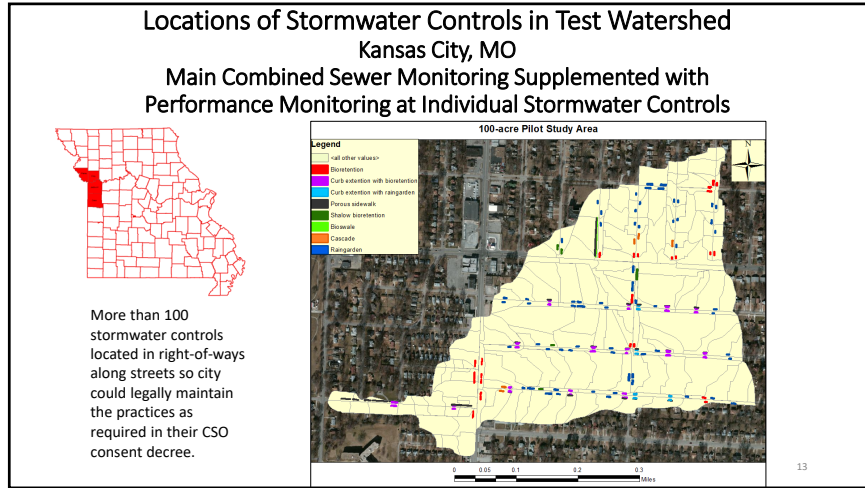 Locations of Stormwater Controls in Test Watershed
Kansas City, MO
Main Combined Sewer Monitoring Supplemented with
Performance Monitoring at Individual Stormwater Controls
More than 100
stormwater controls
located in right-of-ways
along streets so city
could legally maintain
the practices as
required in their CSO
consent decree.
100-acre Pilot Study Area
Legend
<all other values>
Bioretention
Curb extention with bioretention
Curb extention with raingarden
Porous sidewalk
Shalow bioretention
Bioswale
Cascade
Raingarden
N
0 0.05 0.1 0.2 0.3
Miles
13